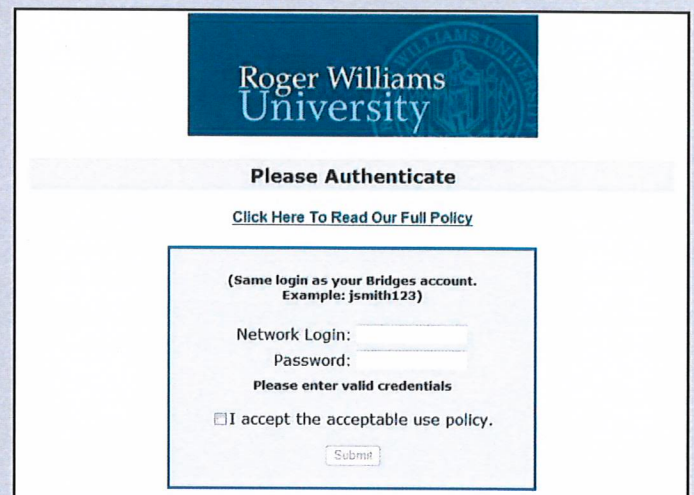 Roger Williams
University
Please Authenticate
Click Here To Read Our Full Policy
(Same login as your Bridges account.
Example: jsmith123)
Network Login:
Password:
Please enter valid credentials
I accept the acceptable use policy.
Submit